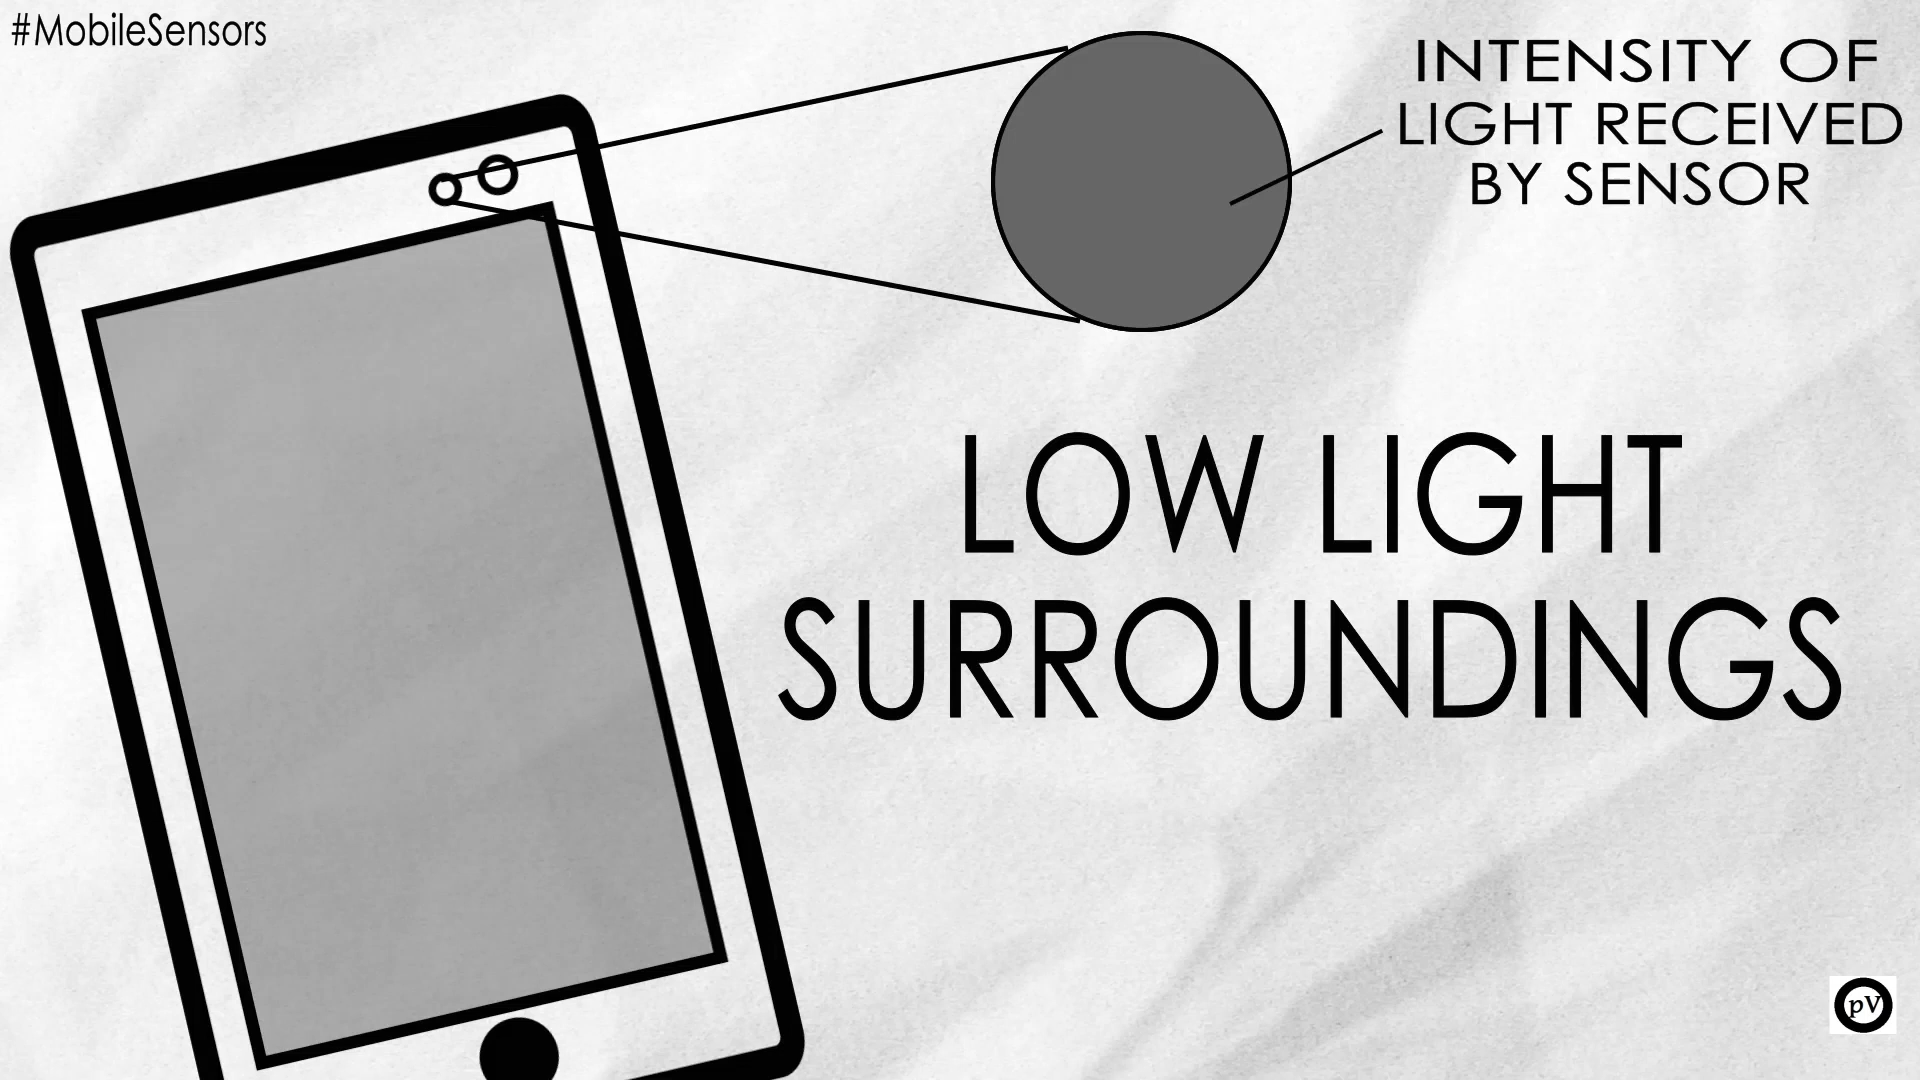 #MobileSensors
INTENSITY OF
LIGHT RECEIVED
BY SENSOR
LOW LIGHT
SURROUNDINGS
pV